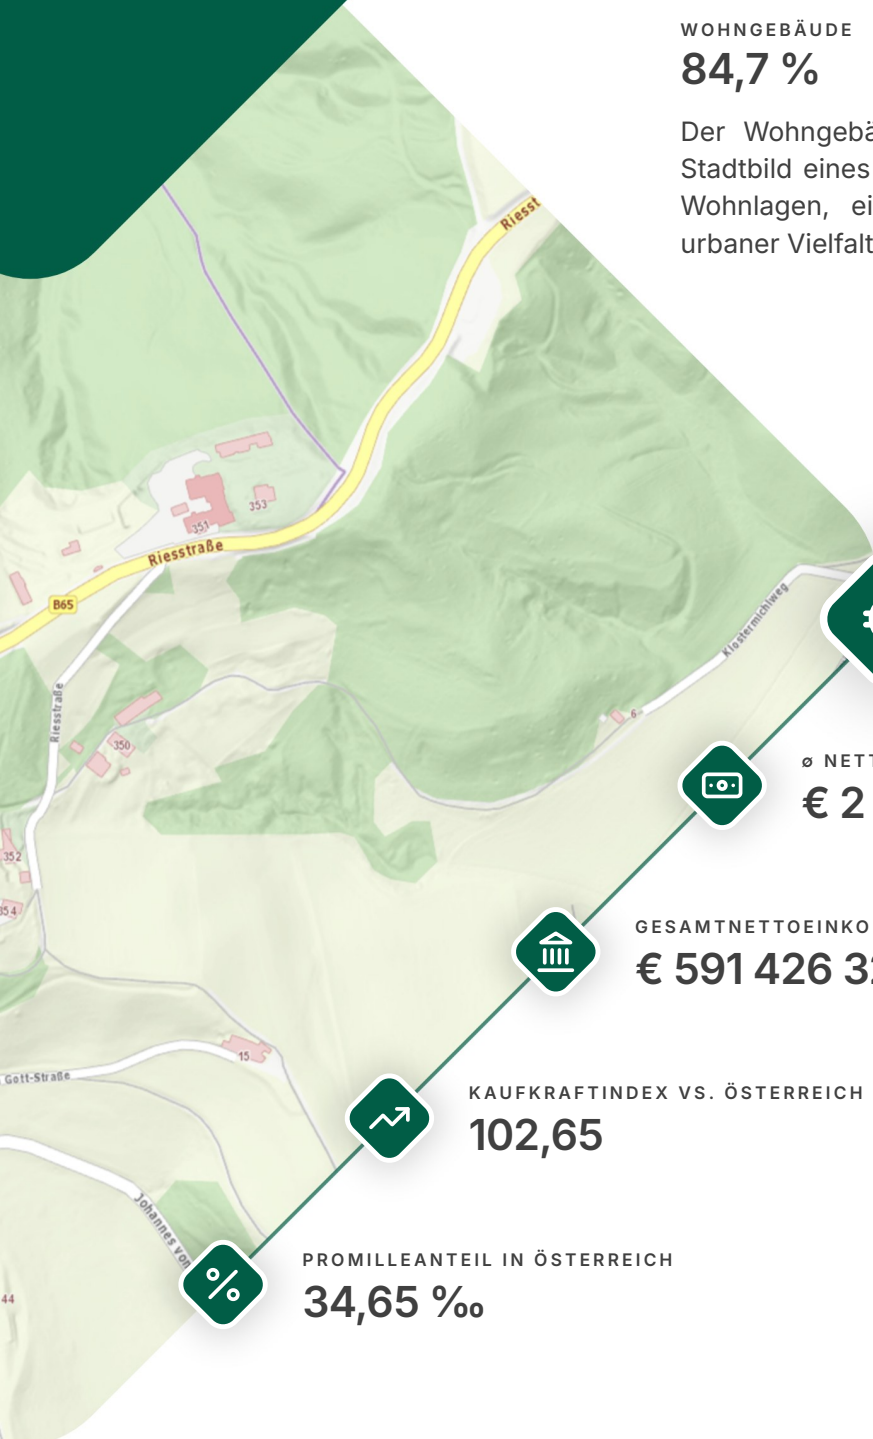 WOHNGEBÄUDE
84,7 %
Der Wohngebä
Stadtbild eines
Wohnlagen, ei
urbaner Vielfalt
Riesst
351
353
Riesstraße
B65
Klostermichlweg
Riesstraße
6
350
ø NETT
€ 2
352
354
GESAMTNETTOEINKO
€ 591 426 32
15
Gott-Straße
KAUFKRAFTINDEX VS. ÖSTERREICH
102,65
Johannes von
PROMILLEANTEIL IN ÖSTERREICH
34,65 ‰
44